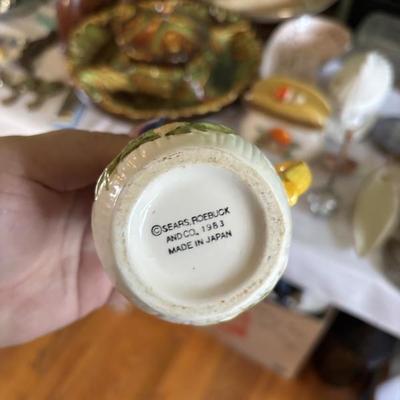 ©SEARS, ROEBUCK
AND CO., 1983
MADE IN JAPAN